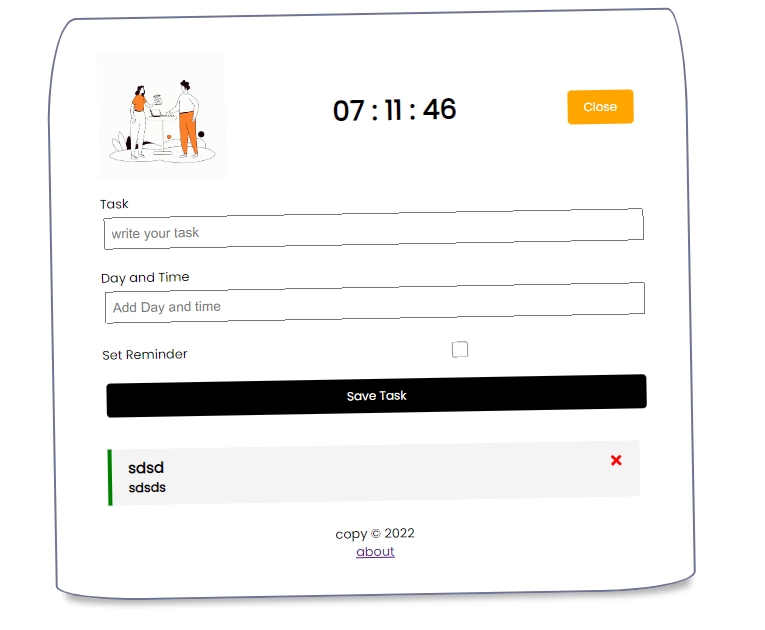 07 : 11 : 46
Close
Task
write your task
Day and Time
Add Day and time
Set Reminder
Save Task
sdsd
sdsds
copy © 2022
about